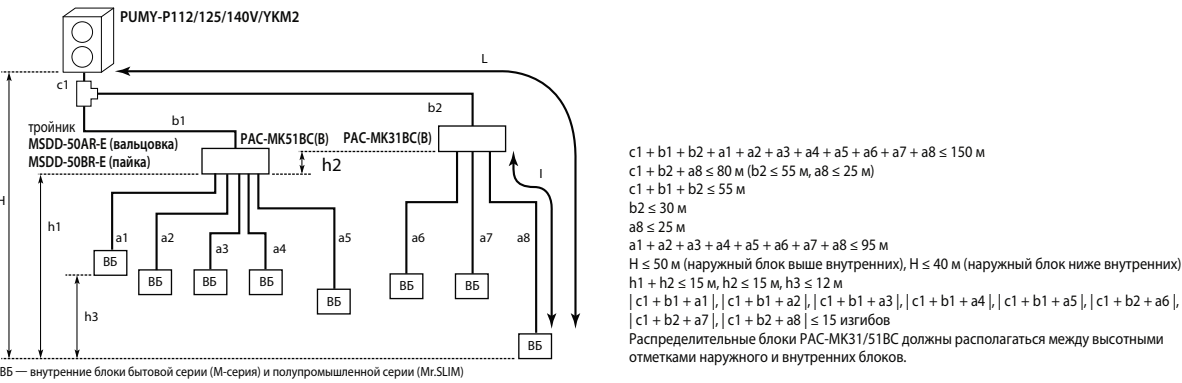 PUMY-P112/125/140V/YKM2
L
c1
b2
b1
тройник
MSDD-50AR-E (вальцовка)
MSDD-50BR-E (пайка)
PAC-MK51BC(B)
PAC-MK31BC(B)
h2
l
H
h1
a1
a2
a3
a4
a5
a6
a7
a8
ВБ
ВБ
ВБ
ВБ
ВБ
ВБ
ВБ
ВБ
h3
ВБ — внутренние блоки бытовой серии (М-серия) и полупромышленной серии (Mr.SLIM)
c1 + b1 + b2 + a1 + a2 + a3 + a4 + a5 + a6 + a7 + a8 ≤ 150 м
c1 + b2 + a8 ≤ 80 м (b2 ≤ 55 м, a8 ≤ 25 м)
c1 + b1 + b2 ≤ 55 м
b2 ≤ 30 м
a8 ≤ 25 м
a1 + a2 + a3 + a4 + a5 + a6 + a7 + a8 ≤ 95 м
H ≤ 50 м (наружный блок выше внутренних), H ≤ 40 м (наружный блок ниже внутренних)
h1 + h2 ≤ 15 м, h2 ≤ 15 м, h3 ≤ 12 м
| c1 + b1 + a1 |, | c1 + b1 + a2 |, | c1 + b1 + a3 |, | c1 + b1 + a4 |, | c1 + b1 + a5 |, | c1 + b2 + a6 |,
| c1 + b2 + a7 |, | c1 + b2 + a8 | ≤ 15 изгибов
Распределительные блоки PAC-MK31/51BC должны располагаться между высотными
отметками наружного и внутренних блоков.